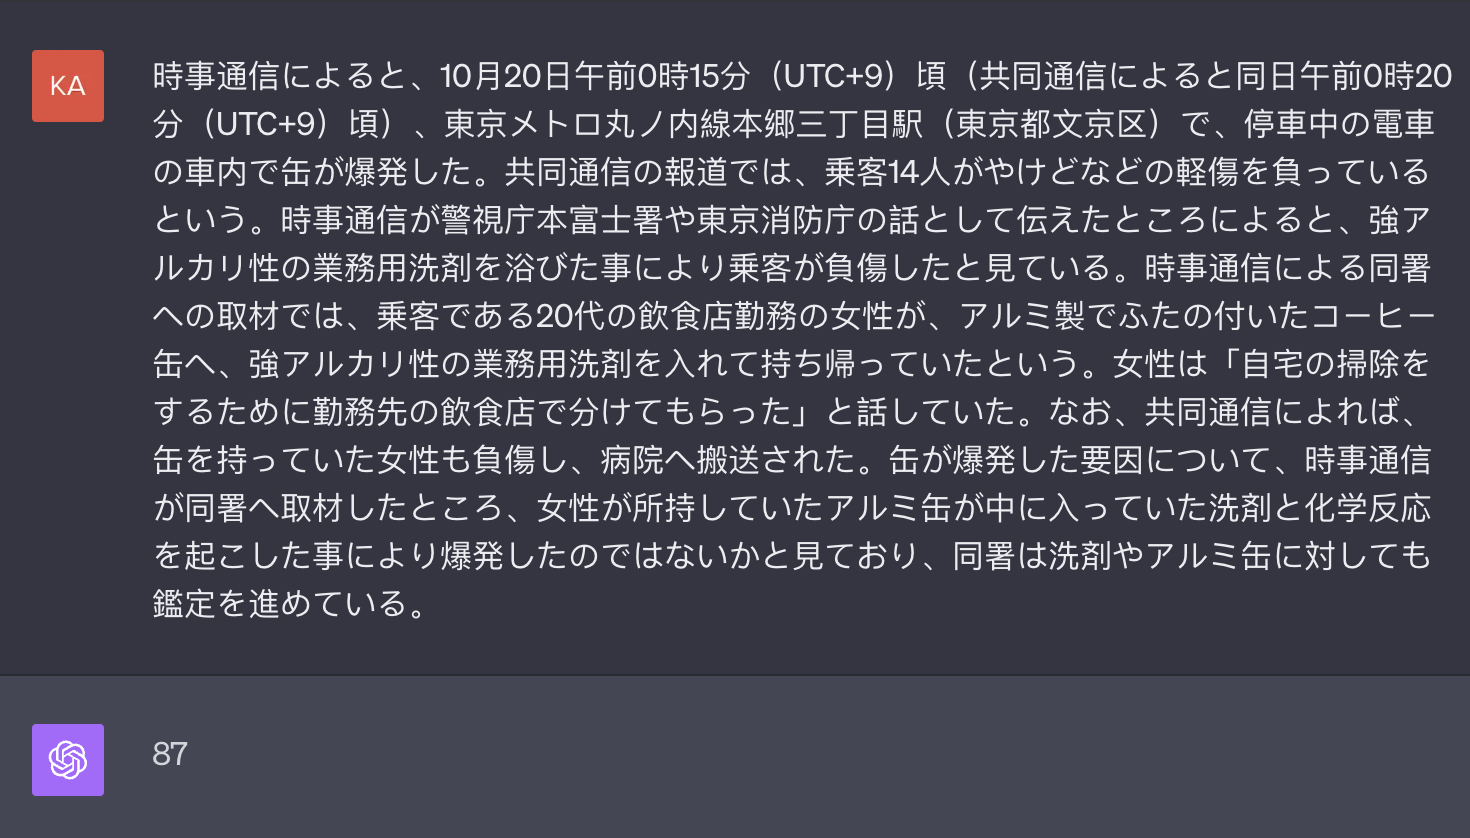 KA
時事通信によると、10月20日午前0時15分（UTC+9）頃（共同通信によると同日午前0時20
分（UTC+9）頃）、東京メトロ丸ノ内線本郷三丁目駅（東京都文京区）で、停車中の電車
の車内で缶が爆発した。共同通信の報道では、乗客14人がやけどなどの軽傷を負っている
という。時事通信が警視庁本富士署や東京消防庁の話として伝えたところによると、強ア
ルカリ性の業務用洗剤を浴びた事により乗客が負傷したと見ている。時事通信による同署
への取材では、乗客である20代の飲食店勤務の女性が、アルミ製でふたの付いたコーヒー
缶へ、強アルカリ性の業務用洗剤を入れて持ち帰っていたという。女性は「自宅の掃除を
するために勤務先の飲食店で分けてもらった」と話していた。なお、共同通信によれば、
缶を持っていた女性も負傷し、病院へ搬送された。缶が爆発した要因について、時事通信
が同署へ取材したところ、女性が所持していたアルミ缶が中に入っていた洗剤と化学反応
を起こした事により爆発したのではないかと見ており、同署は洗剤やアルミ缶に対しても
鑑定を進めている。
87